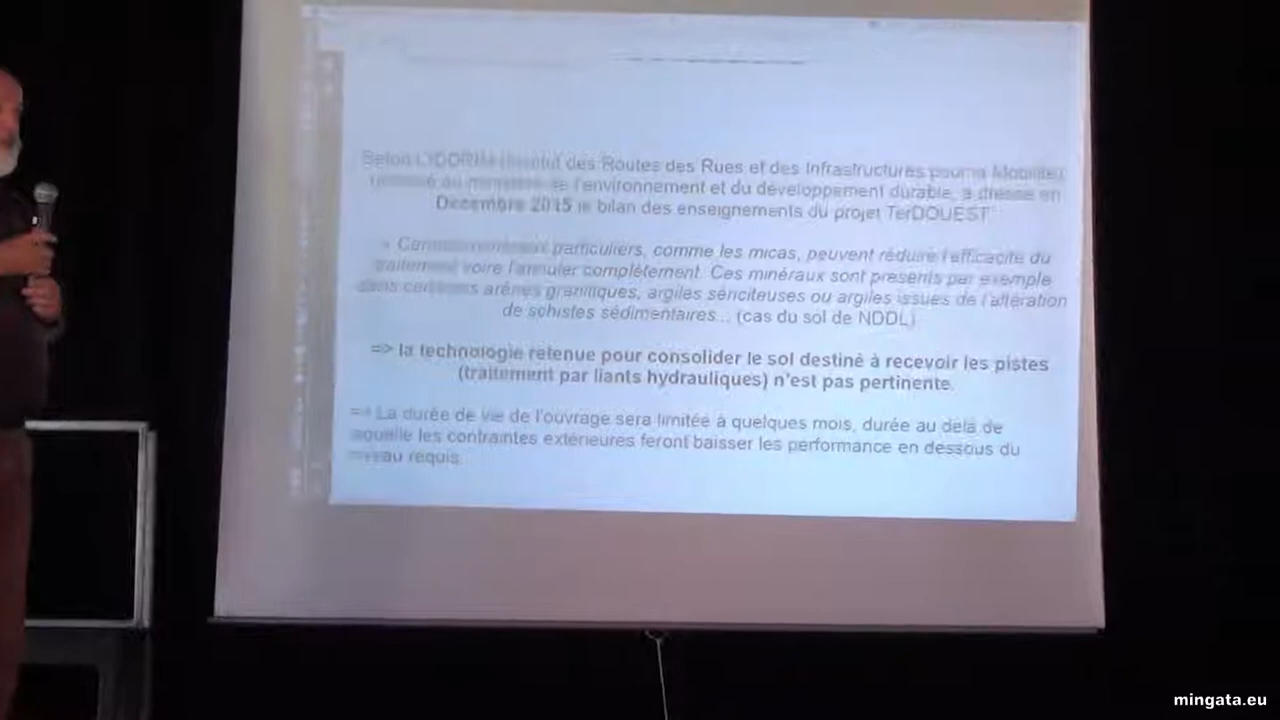 Selon L'IDDRIM Institut des Routes des Rues et des Infrastructures pour la Mobilité,
de l'environnement et du développement durable, a dressé en
Décembre 2015 le bilan des enseignements du projet TerDOUEST
« Certains minéraux particuliers, comme les micas, peuvent réduire l'efficacité du
traitement voire l'annuler complètement. Ces minéraux sont présents par exemple
dans certaines arènes granitiques, argiles sériciteuses ou argiles issues de l'altération
de schistes sédimentaires... (cas du sol de NDDL)
=> la technologie retenue pour consolider le sol destiné à recevoir les pistes
(traitement par liants hydrauliques) n'est pas pertinente.
=> La durée de vie de l'ouvrage sera limitée à quelques mois, durée au delà de
laquelle les contraintes extérieures feront baisser les performance en dessous du
niveau requis.
mingata.eu